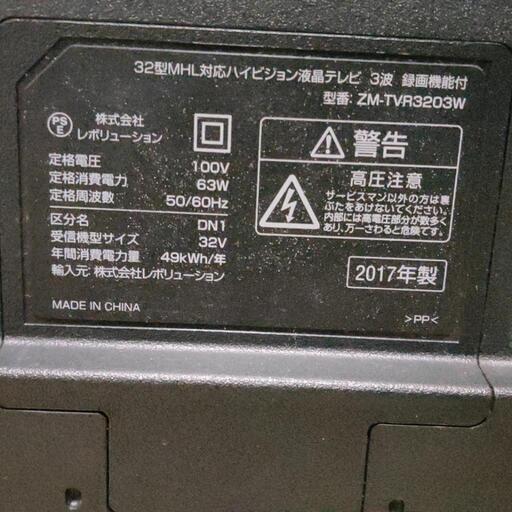 32型MHL対応ハイビジョン液晶テレビ 3波 録画機能付
型番: ZM-TVR3203W
PS
E
株式会社
レボリューション
定格電圧 100V
定格消費電力 63W
定格周波数 50/60Hz
区分名 DN1
受信機型サイズ 32V
年間消費電力量 49kWh/年
輸入元: 株式会社レボリューション
MADE IN CHINA
警告
高圧注意
サービスマン以外の方は裏
ぶたをあけないでください。
内部には高電圧部分が数多く
あり、万一さわると危険です。
2017年製
>PP<